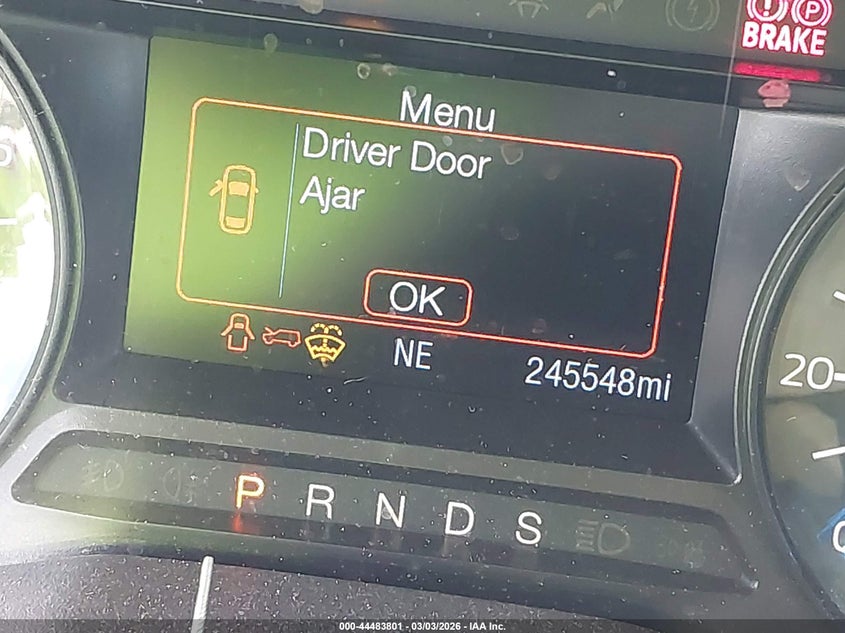 P
BRAKE
Menu
Driver Door
Ajar
OK
NE
245548mi
20
P R N D S
000-44483801 - 03/03/2026 - IAA Inc.